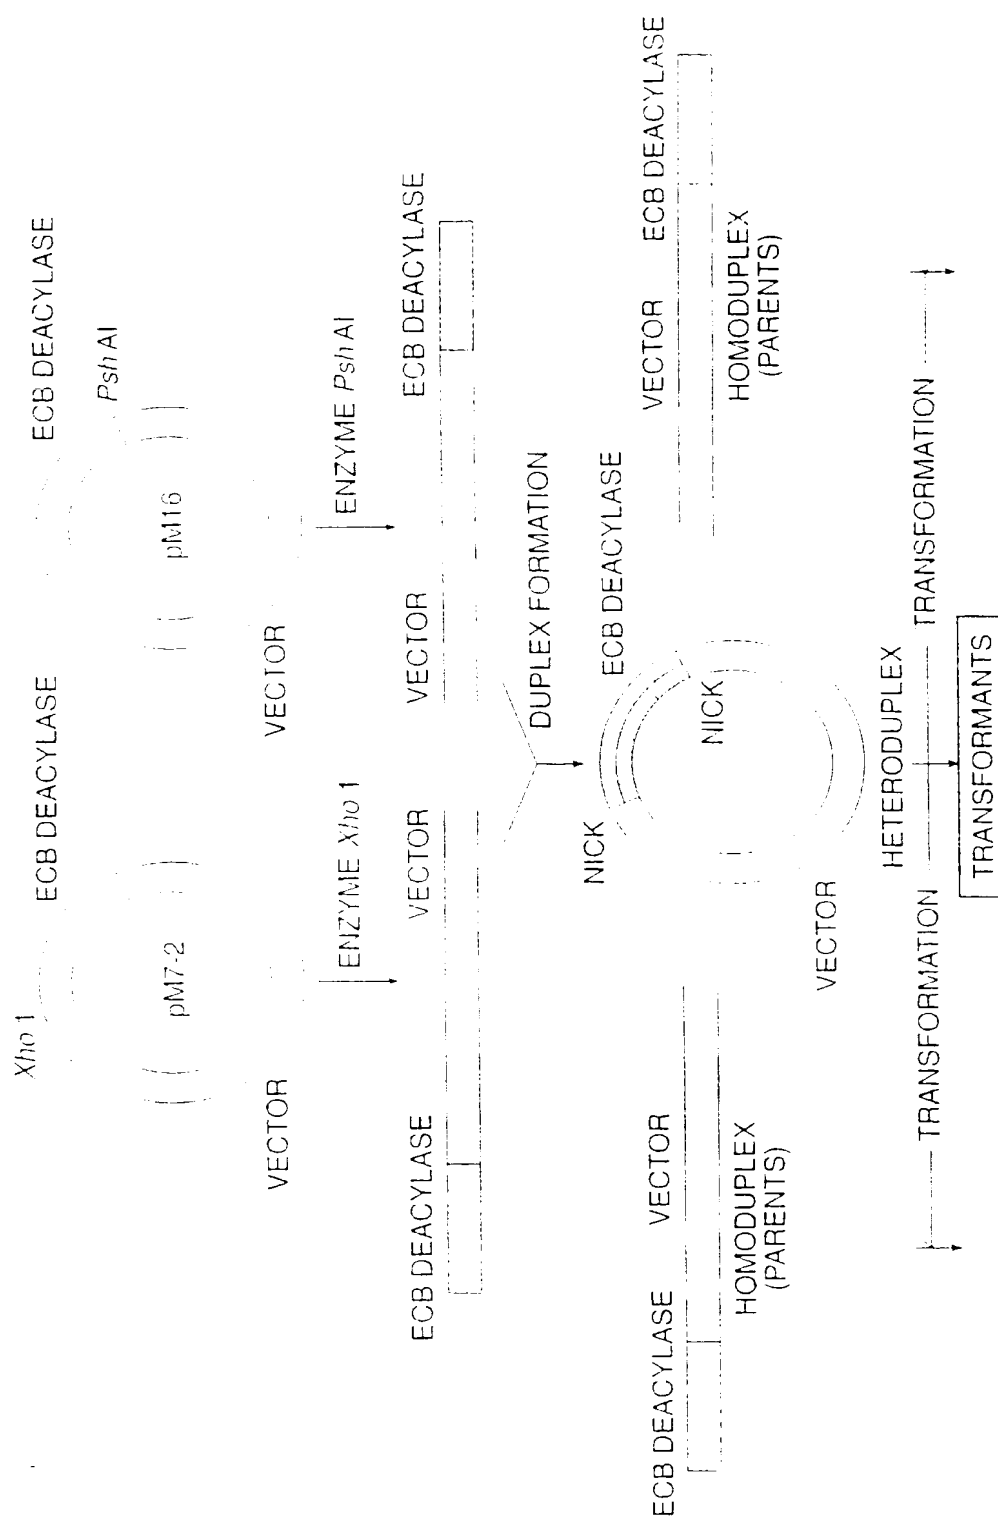 Xho 1
ECB DEACYLASE
ECB DEACYLASE
PshAI
pM7-2
pM16
VECTOR
VECTOR
ENZYME Xho 1
ENZYME PshAI
ECB DEACYLASE
VECTOR
VECTOR
ECB DEACYLASE
DUPLEX FORMATION
NICK
ECB DEACYLASE
ECB DEACYLASE
VECTOR
VECTOR
ECB DEACYLASE
NICK
HOMODUPLEX
(PARENTS)
HOMODUPLEX
(PARENTS)
VECTOR
HETERODUPLEX
TRANSFORMATION
TRANSFORMATION
TRANSFORMANTS